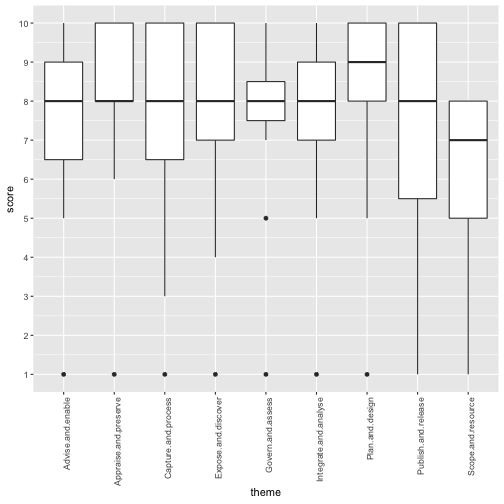 10
9
8
7
6
5
4
3
2
1
score
Advise.and.enable
Appraise.and.preserve
Capture.and.process
Expose.and.discover
Govern.and.assess
Integrate.and.analyse
Plan.and.design
Publish.and.release
Scope.and.resource
theme